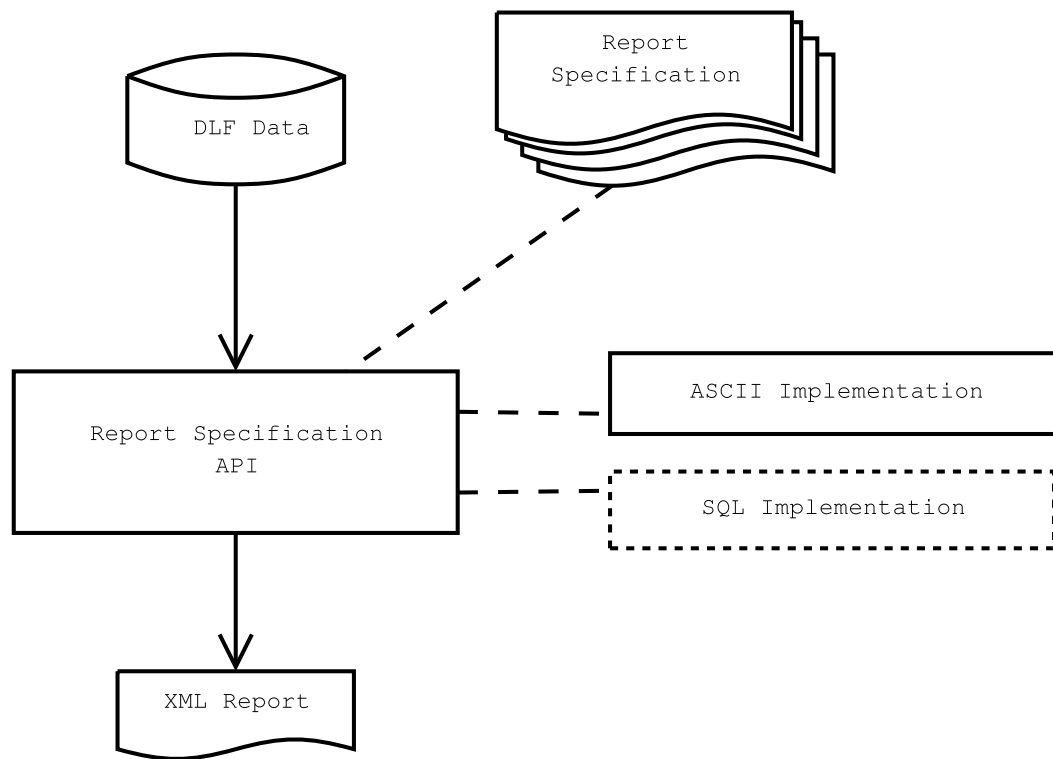 Report
Specification
DLF Data
ASCII Implementation
Report Specification
API
SQL Implementation
XML Report